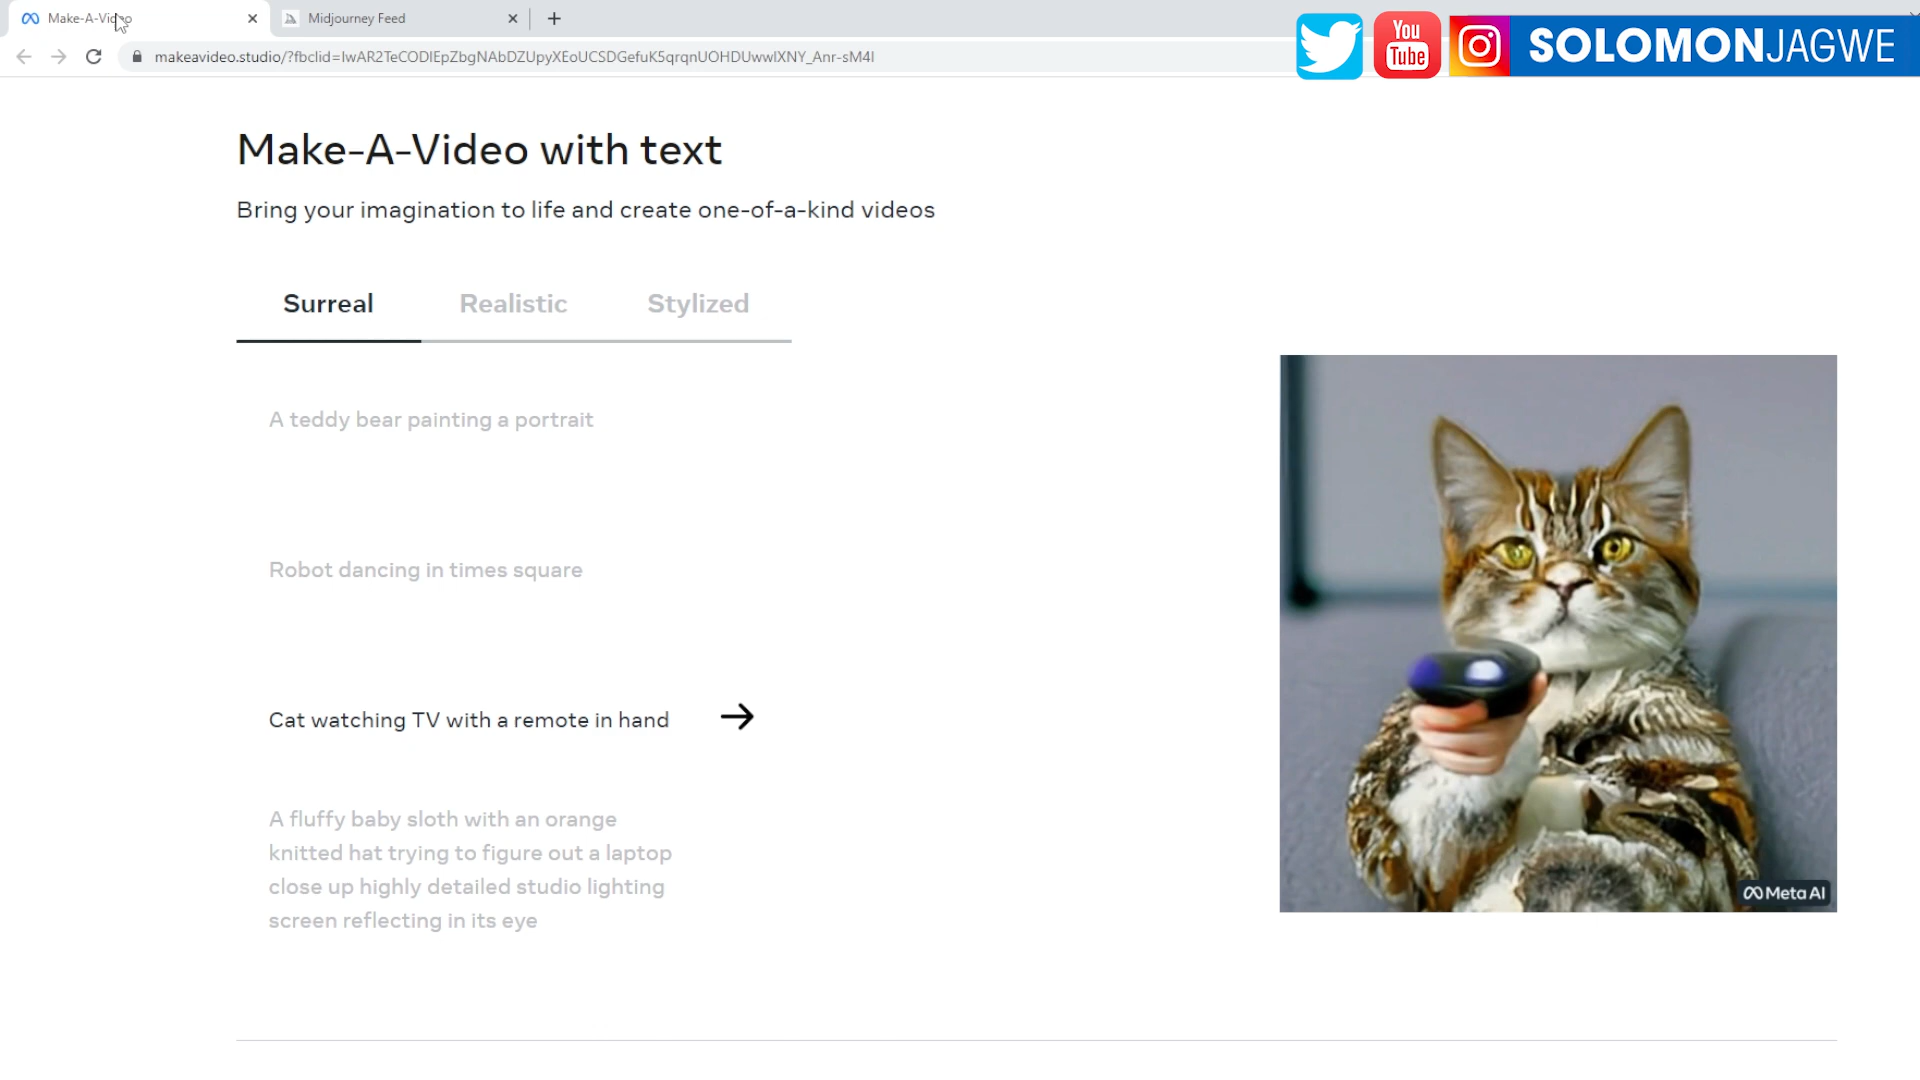 Make-A-Video
Midjourney Feed
makeavideo.studio/?fbclid=IwAR2TeCODlEpZbgNAbDZUpyXEoUCSDGefuK5qrqnUOHDUwwlXNY_Anr-sM4I
You
Tube
SOLOMONJAGWE
Make-A-Video with text
Bring your imagination to life and create one-of-a-kind videos
Surreal
Realistic
Stylized
A teddy bear painting a portrait
Robot dancing in times square
Cat watching TV with a remote in hand
A fluffy baby sloth with an orange
knitted hat trying to figure out a laptop
close up highly detailed studio lighting
screen reflecting in its eye
Meta AI